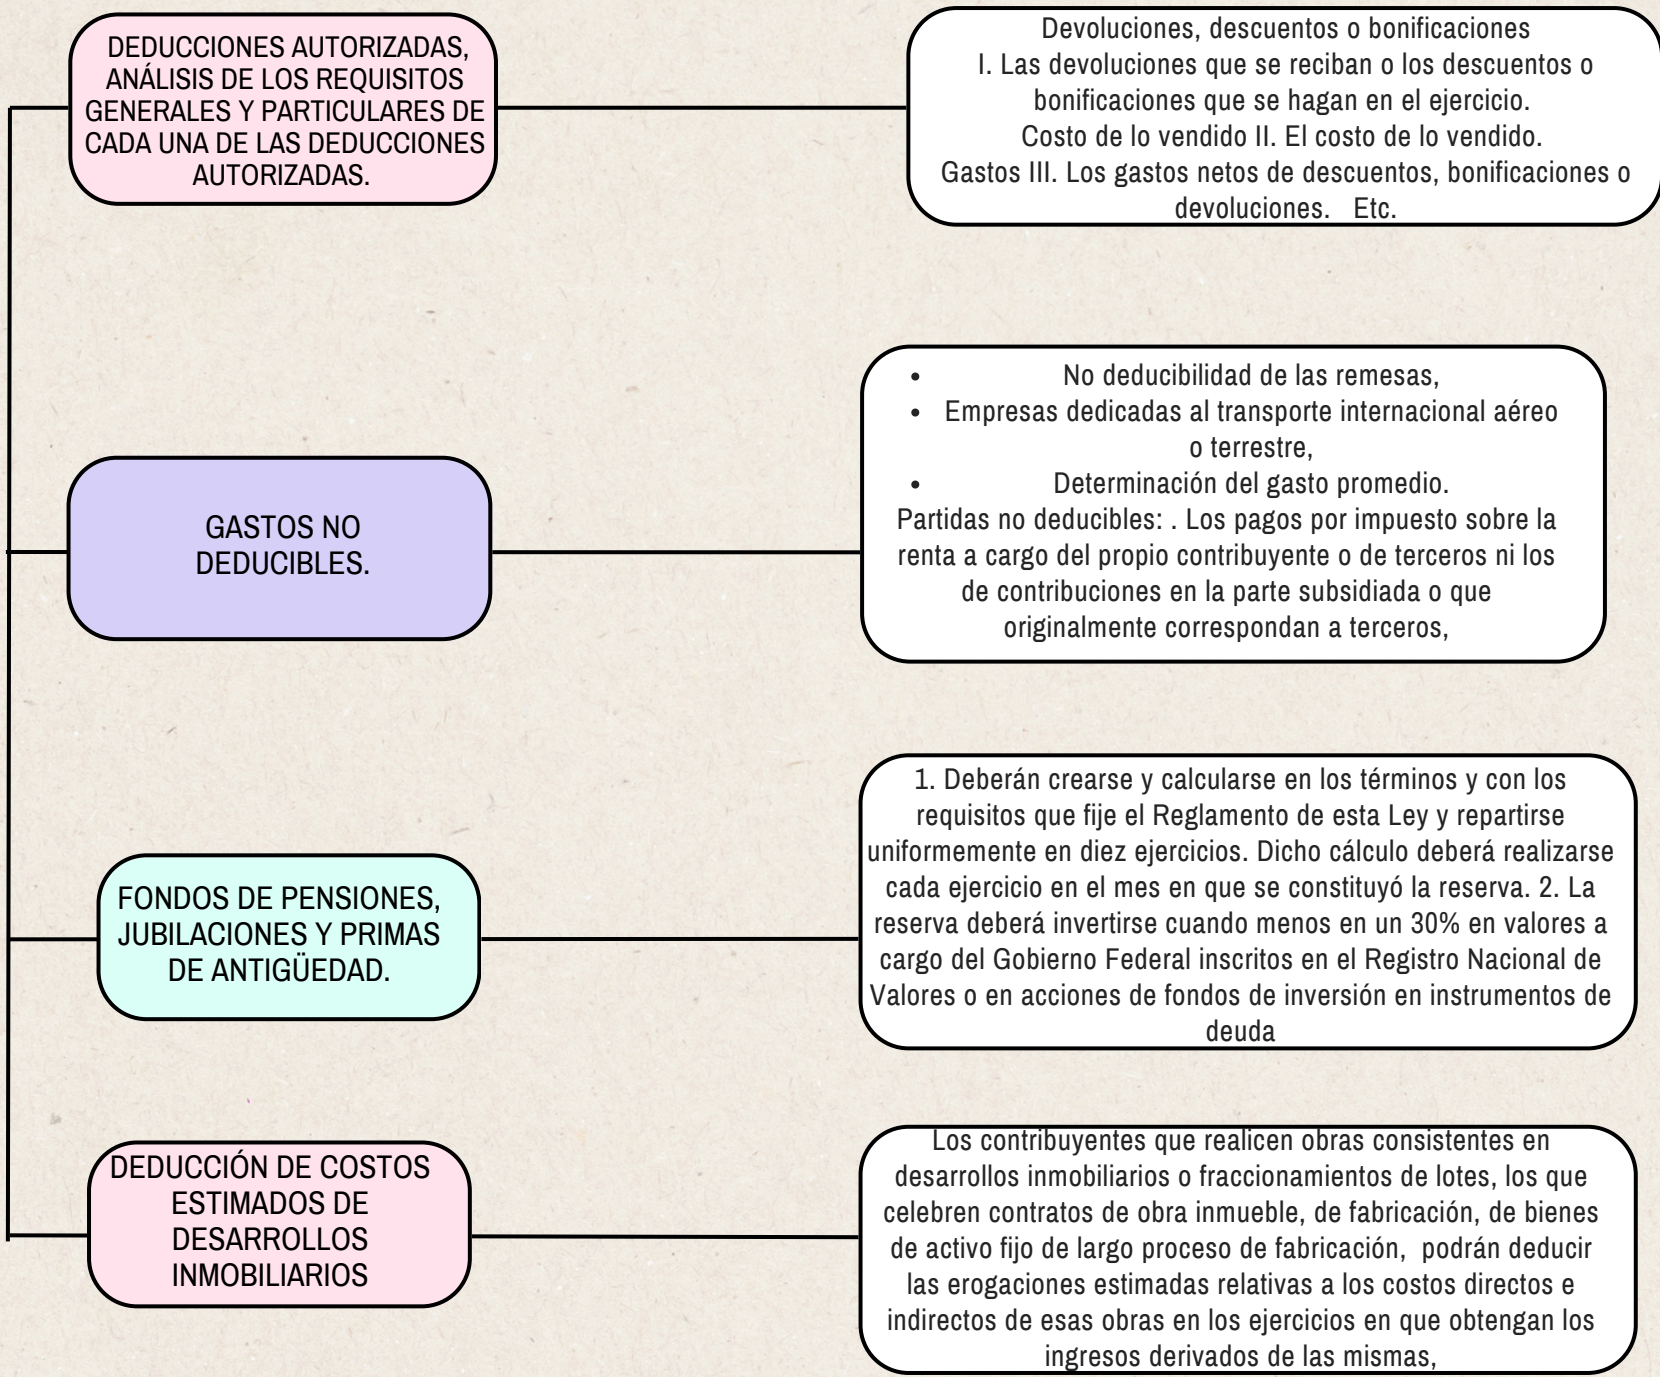 DEDUCCIONES AUTORIZADAS,
ANÁLISIS DE LOS REQUISITOS
GENERALES Y PARTICULARES DE
CADA UNA DE LAS DEDUCCIONES
AUTORIZADAS.
Devoluciones, descuentos o bonificaciones
I. Las devoluciones que se reciban o los descuentos o
bonificaciones que se hagan en el ejercicio.
Costo de lo vendido II. El costo de lo vendido.
Gastos III. Los gastos netos de descuentos, bonificaciones o
devoluciones. Etc.
GASTOS NO
DEDUCIBLES.
• No deducibilidad de las remesas,
• Empresas dedicadas al transporte internacional aéreo
o terrestre,
• Determinación del gasto promedio.
Partidas no deducibles: . Los pagos por impuesto sobre la
renta a cargo del propio contribuyente o de terceros ni los
de contribuciones en la parte subsidiada o que
originalmente correspondan a terceros,
FONDOS DE PENSIONES,
JUBILACIONES Y PRIMAS
DE ANTIGÜEDAD.
1. Deberán crearse y calcularse en los términos y con los
requisitos que fije el Reglamento de esta Ley y repartirse
uniformemente en diez ejercicios. Dicho cálculo deberá realizarse
cada ejercicio en el mes en que se constituyó la reserva. 2. La
reserva deberá invertirse cuando menos en un 30% en valores a
cargo del Gobierno Federal inscritos en el Registro Nacional de
Valores o en acciones de fondos de inversión en instrumentos de
deuda
DEDUCCIÓN DE COSTOS
ESTIMADOS DE
DESARROLLOS
INMOBILIARIOS
Los contribuyentes que realicen obras consistentes en
desarrollos inmobiliarios o fraccionamientos de lotes, los que
celebren contratos de obra inmueble, de fabricación, de bienes
de activo fijo de largo proceso de fabricación, podrán deducir
las erogaciones estimadas relativas a los costos directos e
indirectos de esas obras en los ejercicios en que obtengan los
ingresos derivados de las mismas,